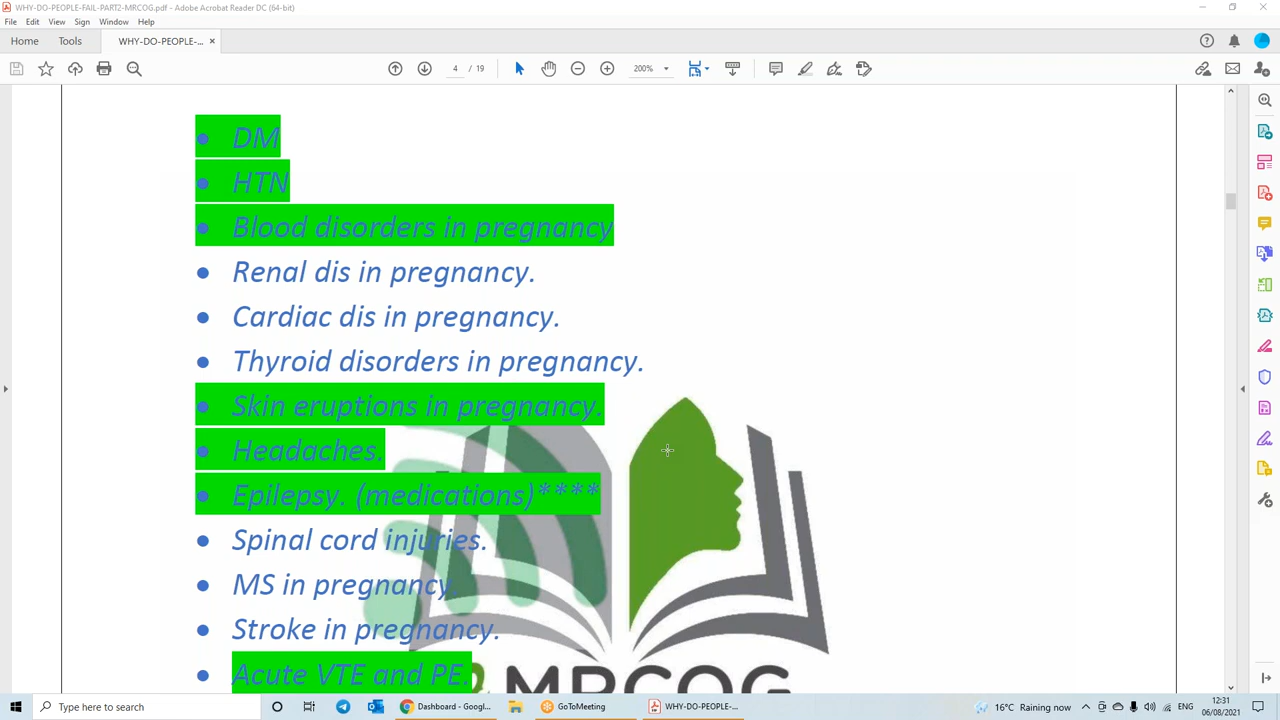 WHY-DO-PEOPLE-FAIL-PART2-MRCOG.pdf - Adobe Acrobat Reader DC (64-bit)
File Edit View Sign Window Help
Home Tools WHY-DO-PEOPLE-... ×
4 / 19 200%
• DM
• HTN
• Blood disorders in pregnancy
• Renal dis in pregnancy.
• Cardiac dis in pregnancy.
• Thyroid disorders in pregnancy.
• Skin eruptions in pregnancy.
• Headaches.
• Epilepsy. (medications)****
• Spinal cord injuries.
• MS in pregnancy.
• Stroke in pregnancy.
• Acute VTE and PE.
MRCOG
Type here to search
Dashboard - Googl...
GoToMeeting
WHY-DO-PEOPLE-...
16°C Raining now
ENG
12:31
06/08/2021